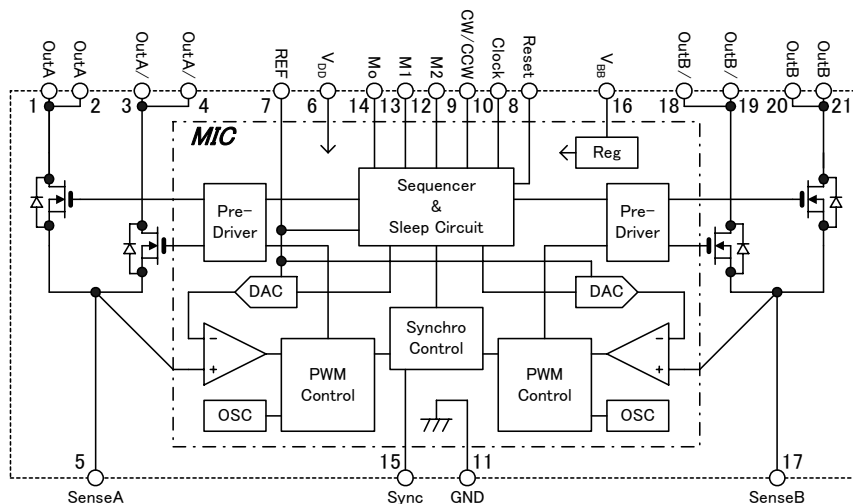 OutA
OutA
OutA/
OutA/
REF
VDD
Mo
M1
M2
CW/CCW
Clock
Reset
VBB
OutB/
OutB/
OutB
OutB
1
2
3
4
7
6
14
13
12
9
10
8
16
18
19
20
21
MIC
Reg
Sequencer
&
Sleep Circuit
Pre-
Driver
Pre-
Driver
DAC
DAC
Synchro
Control
−
+
−
+
PWM
Control
PWM
Control
OSC
OSC
5
15
11
17
SenseA
Sync
GND
SenseB